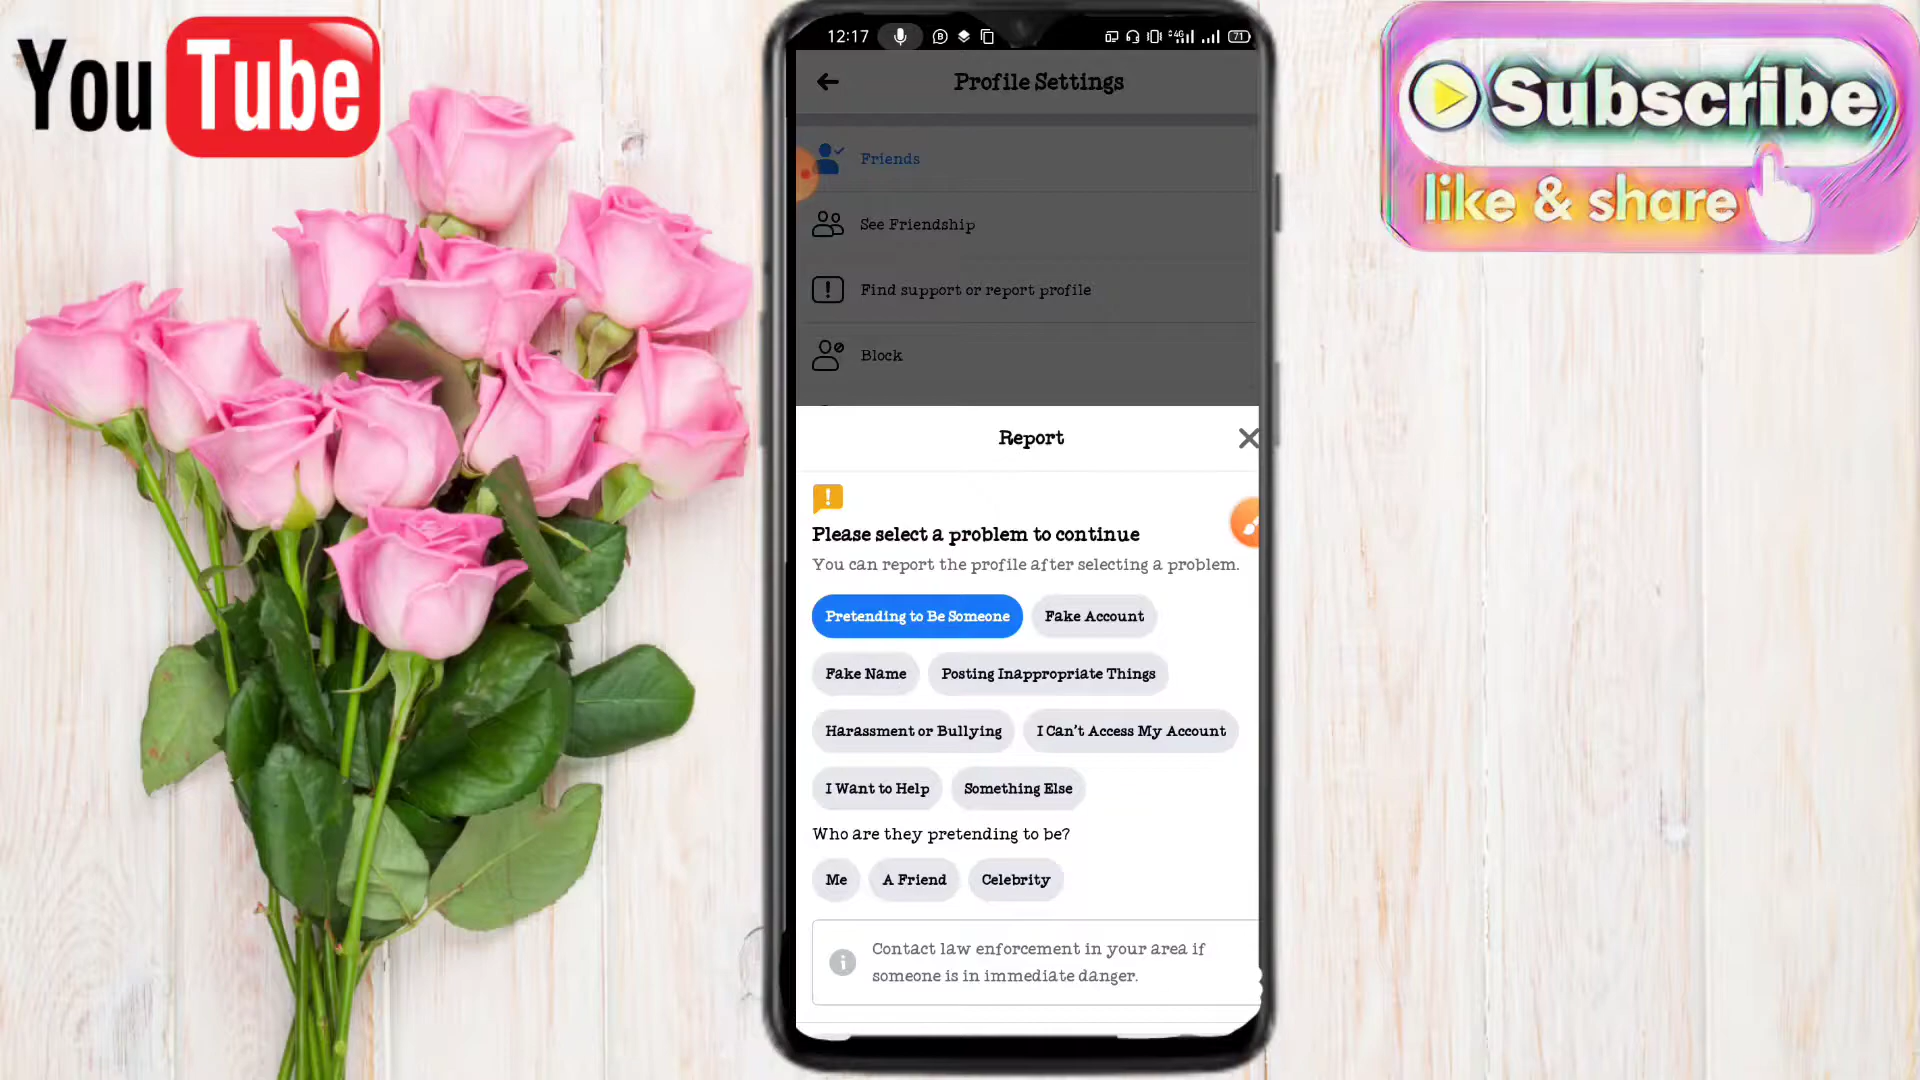 YouTube
Subscribe
like & share
12:17
4G
71
Profile Settings
Friends
See Friendship
Find support or report profile
Block
Report
Please select a problem to continue
You can report the profile after selecting a problem.
Pretending to Be Someone
Fake Account
Fake Name
Posting Inappropriate Things
Harassment or Bullying
I Can't Access My Account
I Want to Help
Something Else
Who are they pretending to be?
Me
A Friend
Celebrity
Contact law enforcement in your area if
someone is in immediate danger.